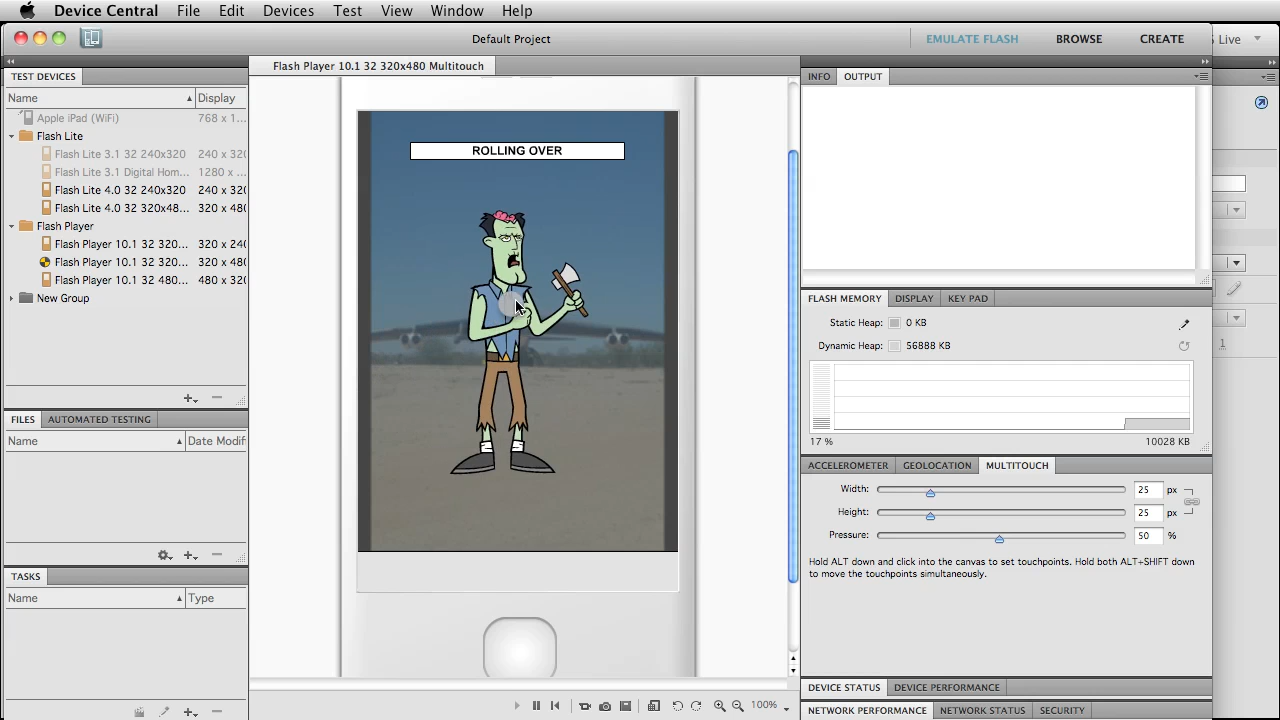 Device Central File Edit Devices Test View Window Help
Default Project
EMULATE FLASH BROWSE CREATE
S Live
TEST DEVICES
Flash Player 10.1 32 320x480 Multitouch
INFO OUTPUT
Name Display
Apple iPad (WiFi) 768 x 1...
Flash Lite
Flash Lite 3.1 32 240x320 240 x 320
Flash Lite 3.1 Digital Hom... 1280 x
Flash Lite 4.0 32 240x320 240 x 320
Flash Lite 4.0 32 320x48... 320 x 480
Flash Player
Flash Player 10.1 32 320... 320 x 240
Flash Player 10.1 32 320... 320 x 480
Flash Player 10.1 32 480... 480 x 320
New Group
ROLLING OVER
FLASH MEMORY DISPLAY KEY PAD
Static Heap: 0 KB
Dynamic Heap: 56888 KB
17 % 10028 KB
1
FILES AUTOMATED TESTING
Name Date Modif
ACCELEROMETER GEOLOCATION MULTITOUCH
Width: 25 px
Height: 25 px
Pressure: 50 %
Hold ALT down and click into the canvas to set touchpoints. Hold both ALT+SHIFT down
to move the touchpoints simultaneously.
TASKS
Name Type
100%
DEVICE STATUS DEVICE PERFORMANCE
NETWORK PERFORMANCE NETWORK STATUS SECURITY